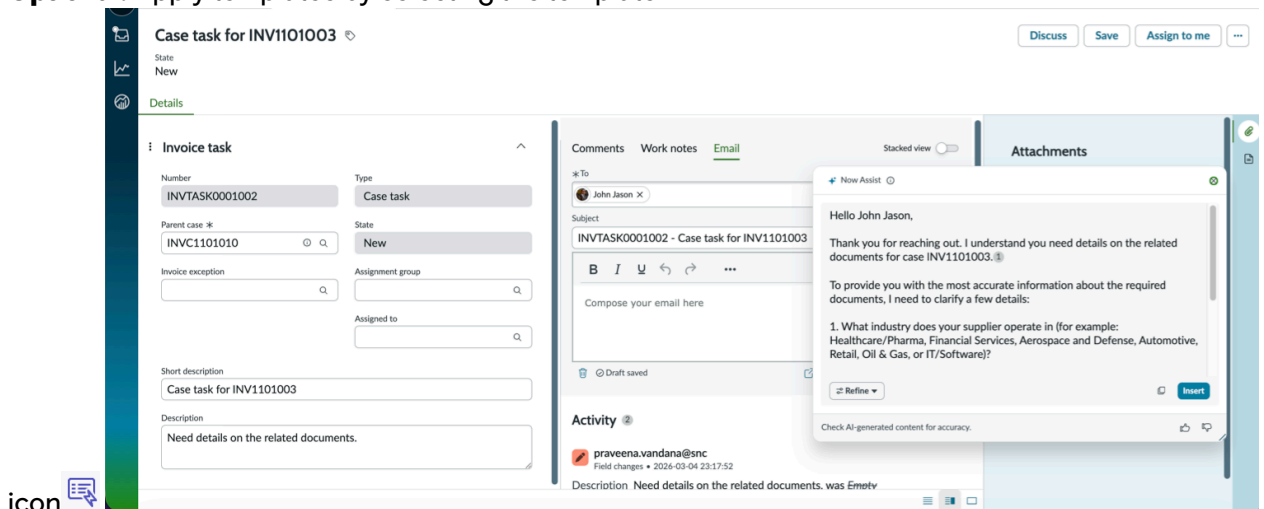 Case task for INV1101003
Discuss
Save
Assign to me
State
New
Details
Invoice task
Number
INVTASK0001002
Type
Case task
Parent case *
INVC1101010
State
New
Invoice exception
Assignment group
Assigned to
Short description
Case task for INV1101003
Description
Need details on the related documents.
Comments Work notes Email
Stacked view
* To
John Jason ×
Subject
INVTASK0001002 - Case task for INV1101003
B I U
Compose your email here
Draft saved
Activity 2
praveena.vandana@snc
Field changes • 2026-03-04 23:17:52
Description Need details on the related documents. was Empty
Attachments
Now Assist
Hello John Jason,
Thank you for reaching out. I understand you need details on the related
documents for case INV1101003. 1
To provide you with the most accurate information about the required
documents, I need to clarify a few details:
1. What industry does your supplier operate in (for example:
Healthcare/Pharma, Financial Services, Aerospace and Defense, Automotive,
Retail, Oil & Gas, or IT/Software)?
Refine
Insert
Check AI-generated content for accuracy.
icon